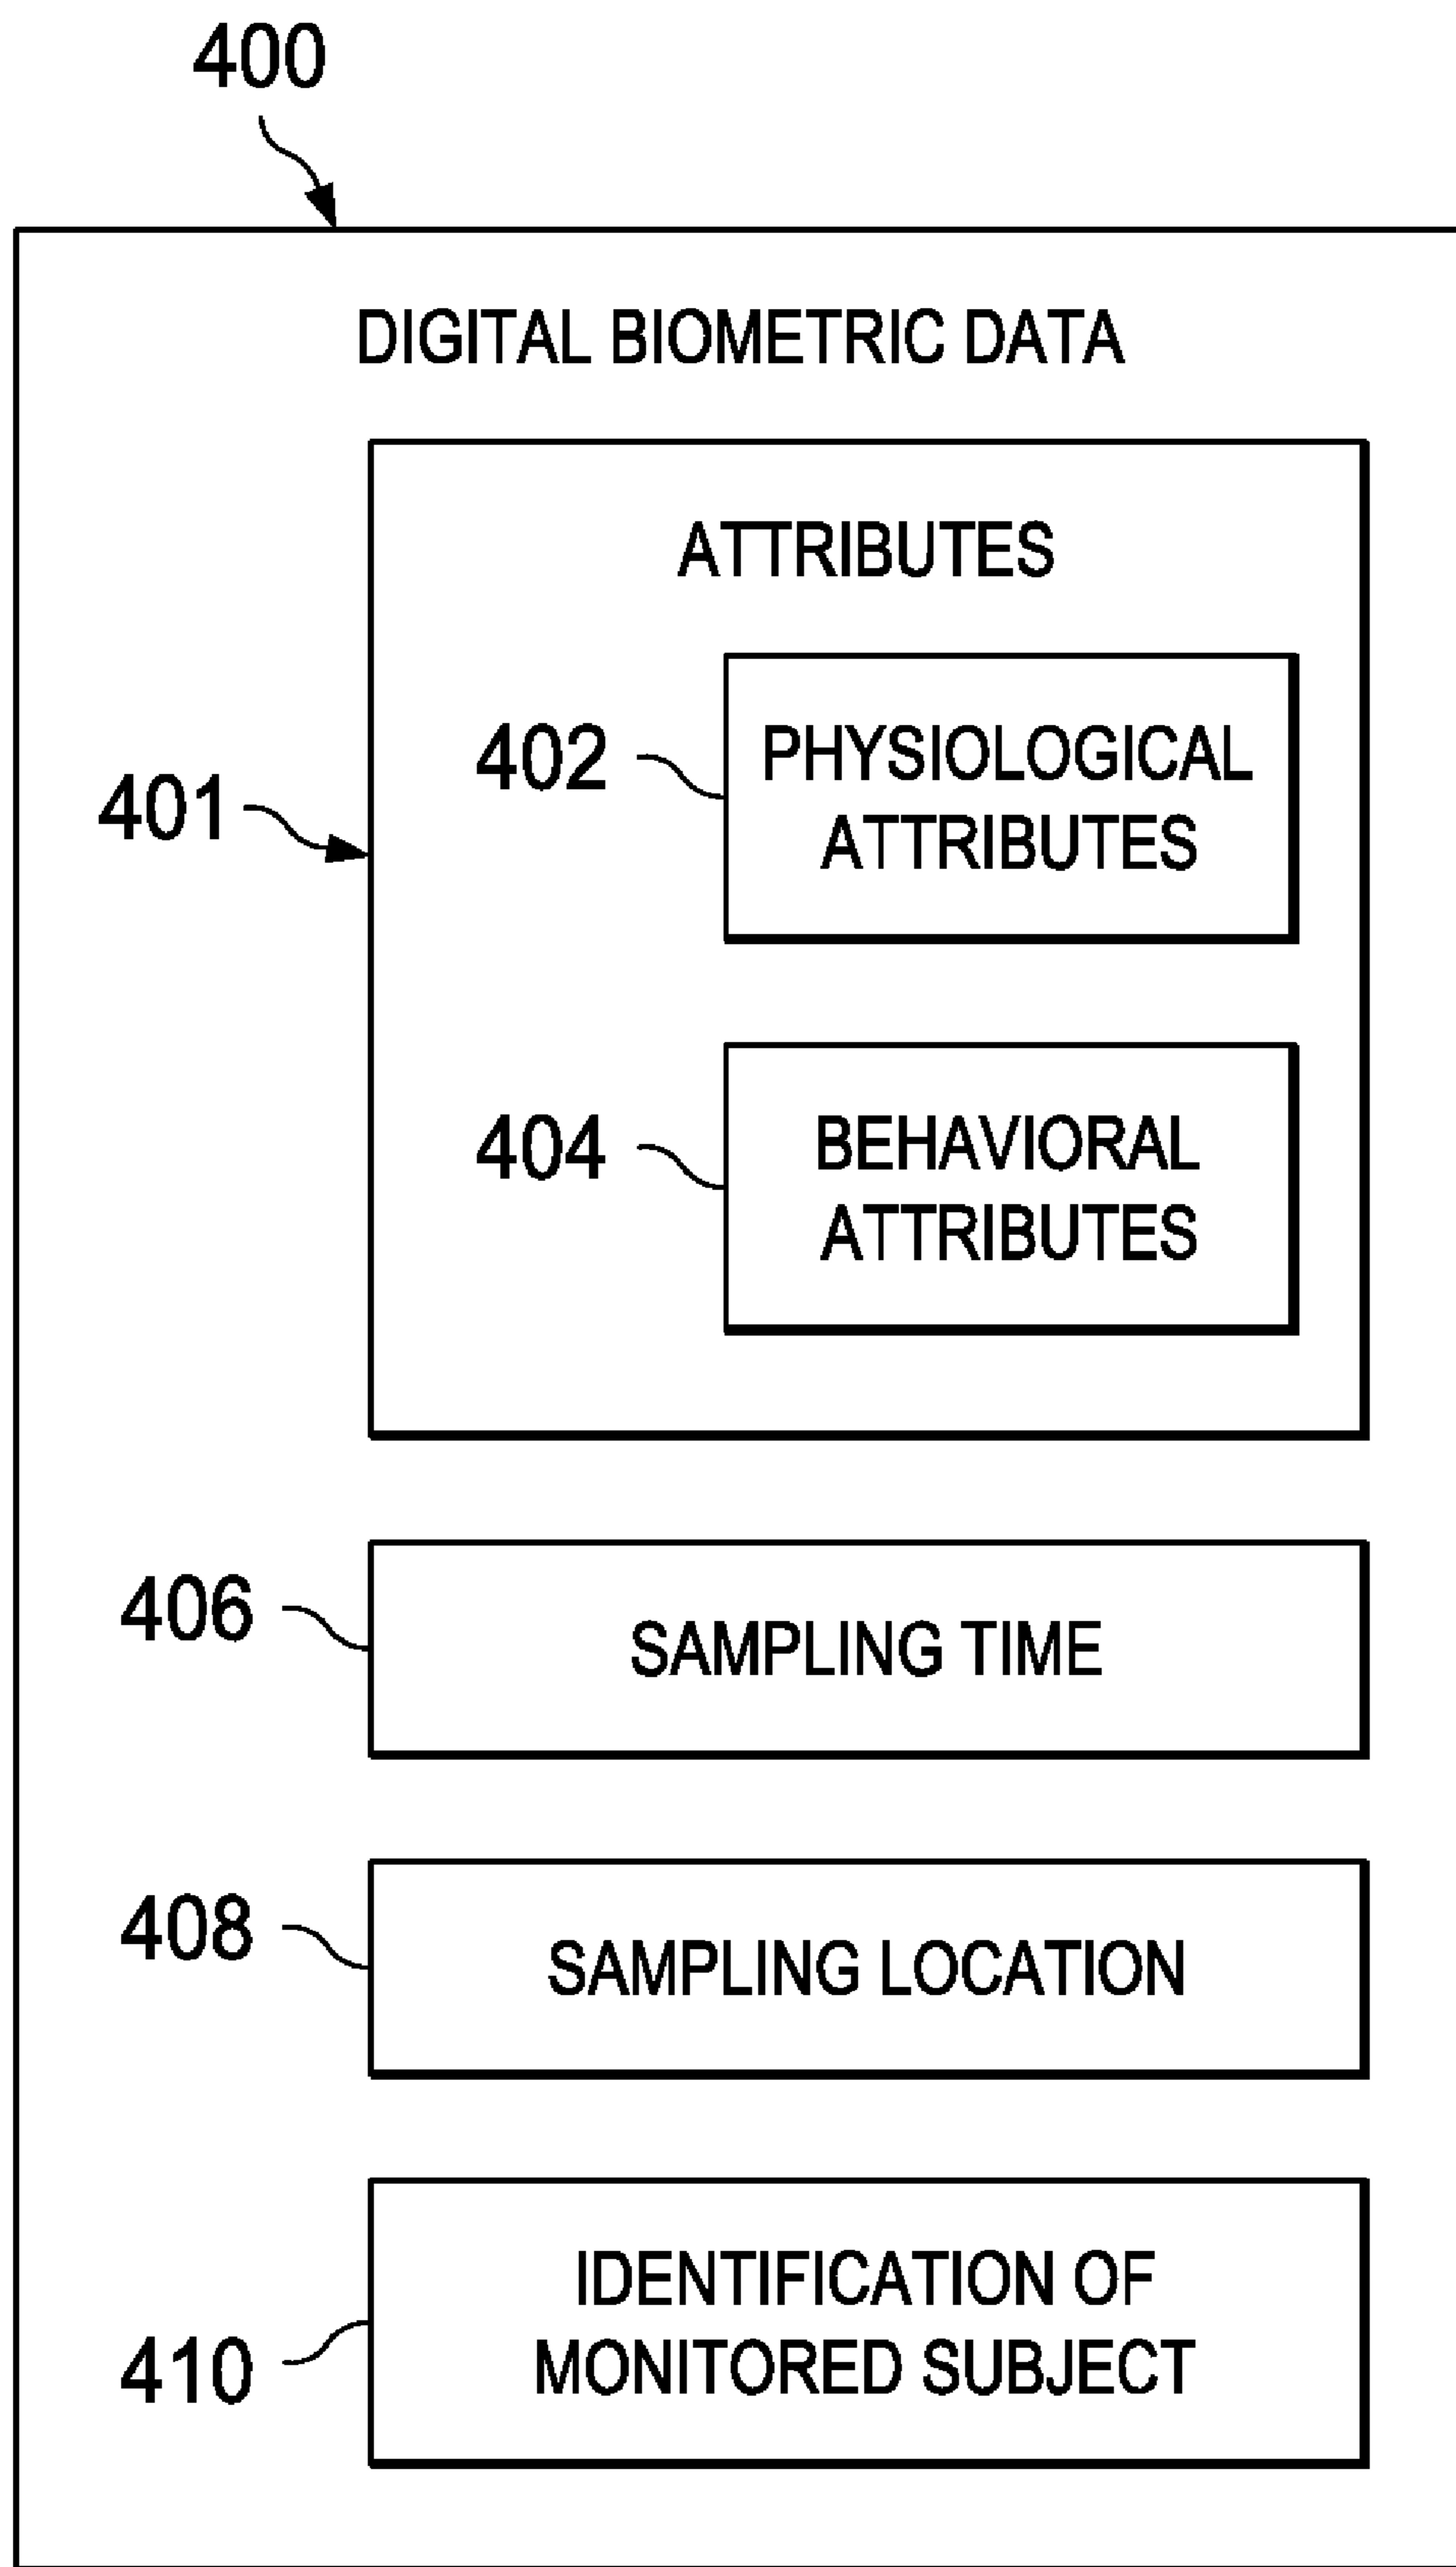 400
DIGITAL BIOMETRIC DATA
ATTRIBUTES
402
PHYSIOLOGICAL
ATTRIBUTES
401
404
BEHAVIORAL
ATTRIBUTES
406
SAMPLING TIME
408
SAMPLING LOCATION
410
IDENTIFICATION OF
MONITORED SUBJECT